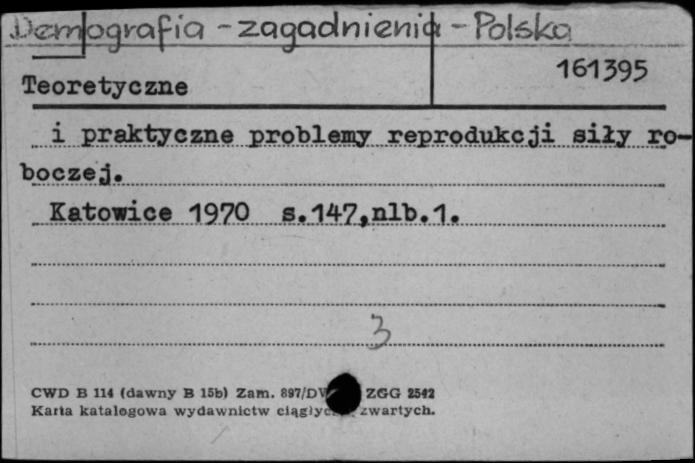 Demografia - zagadnienia - Polska
161395
Teoretyczne
i praktyczne problemy reprodukcji siły ro-
boczej.
Katowice 1970 s.147,nlb.1.
3
CWD B 114 (dawny B 15b) Zam. 897/D ZGG 2542
Karta katalogowa wydawnictw zwartych.